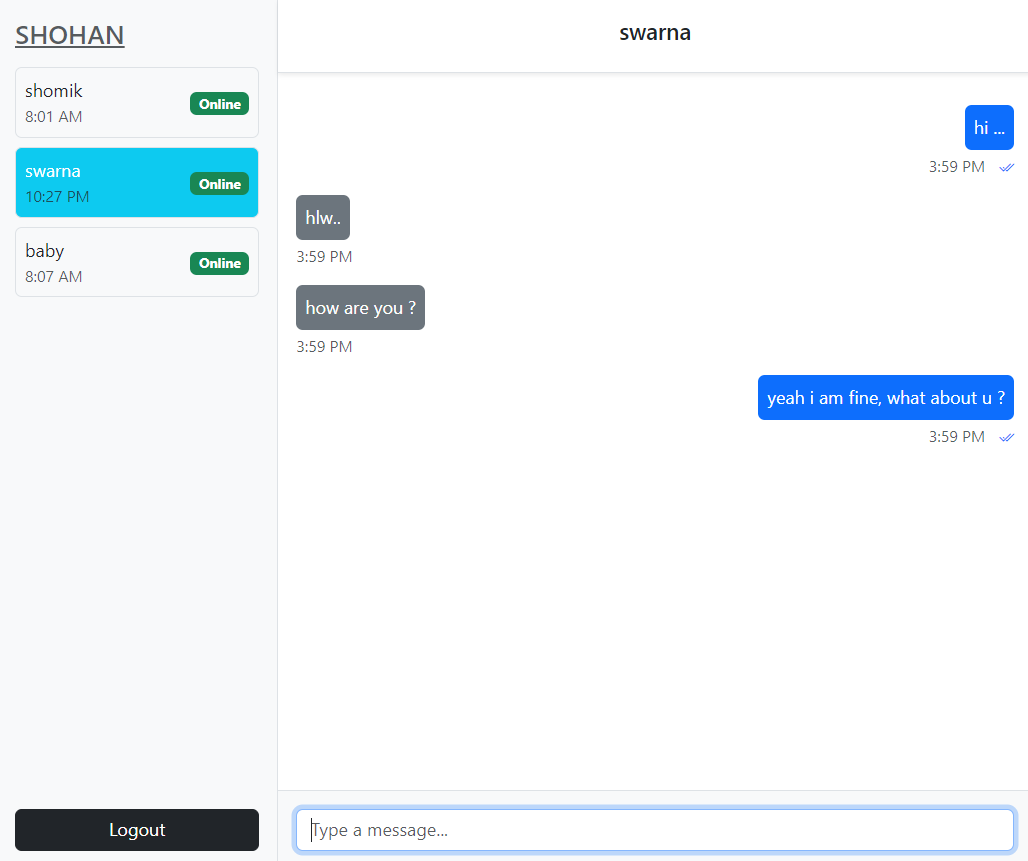 SHOHAN
shomik
8:01 AM
Online
swarna
10:27 PM
Online
baby
8:07 AM
Online
Logout
swarna
hi ...
3:59 PM
hlw..
3:59 PM
how are you ?
3:59 PM
yeah i am fine, what about u ?
3:59 PM
Type a message...